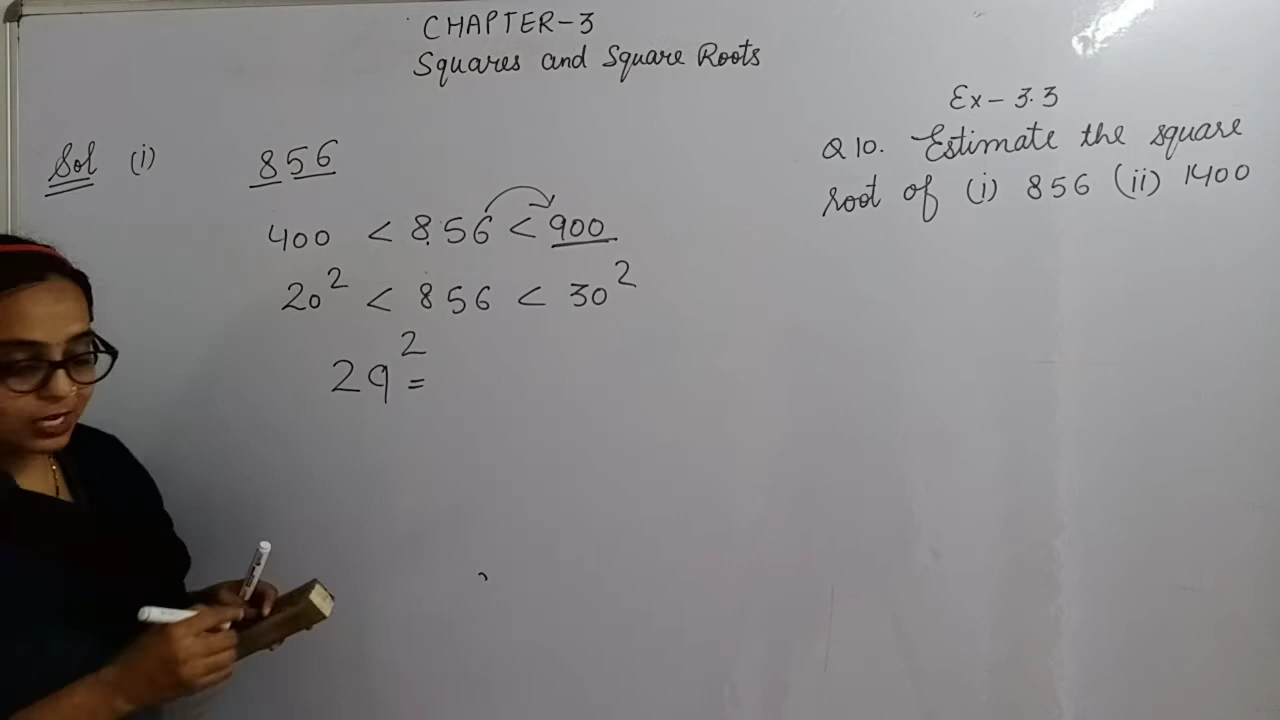 CHAPTER-3
Squares and Square Roots
Ex-3.3
Q10. Estimate the square
root of (i) 856 (ii) 1400
Sol (i) 856
400 < 856 < 900
20² < 856 < 30²
29² =